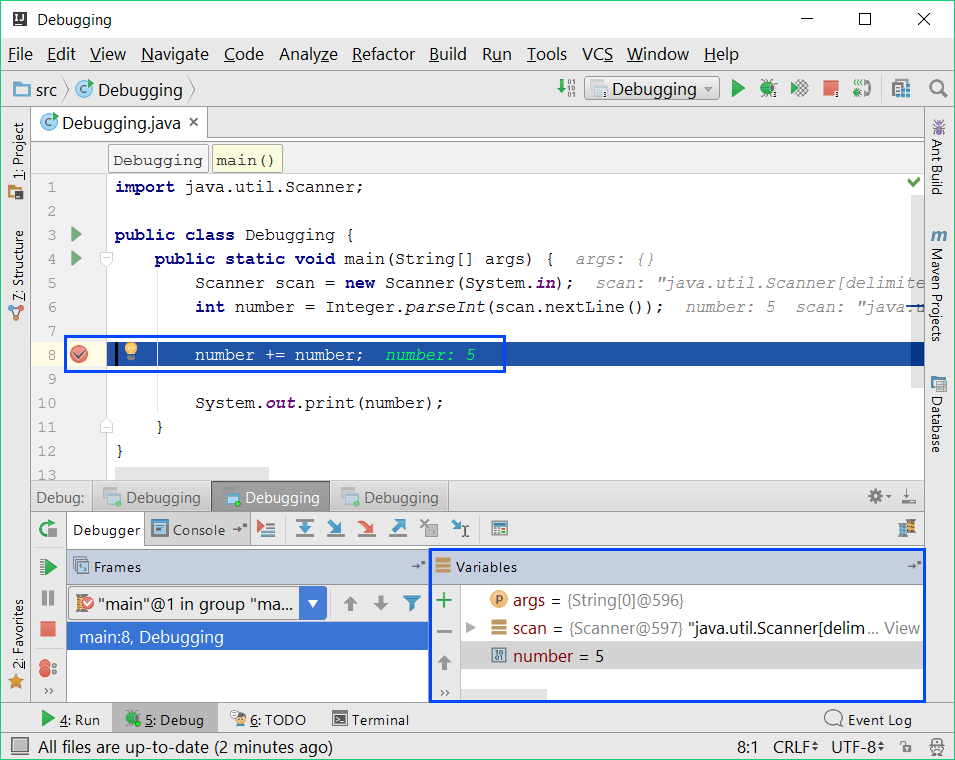 Debugging
File Edit View Navigate Code Analyze Refactor Build Run Tools VCS Window Help
src Debugging Debugging
Debugging.java
Debugging main()
1 import java.util.Scanner;
2
3 public class Debugging {
4 public static void main(String[] args) { args: {}
5 Scanner scan = new Scanner(System.in); scan: "java.util.Scanner[delimite
6 int number = Integer.parseInt(scan.nextLine()); number: 5 scan: "java.u
7
8 number += number; number: 5
9
10 System.out.print(number);
11 }
12 }
13
1: Project
7: Structure
2: Favorites
Ant Build
Maven Projects
Database
Debug: Debugging Debugging Debugging
Debugger Console
Frames
"main"@1 in group "ma...
main:8, Debugging
Variables
args = {String[0]@596}
scan = {Scanner@597} "java.util.Scanner[delim... View
number = 5
4: Run 5: Debug 6: TODO Terminal Event Log
All files are up-to-date (2 minutes ago) 8:1 CRLF UTF-8